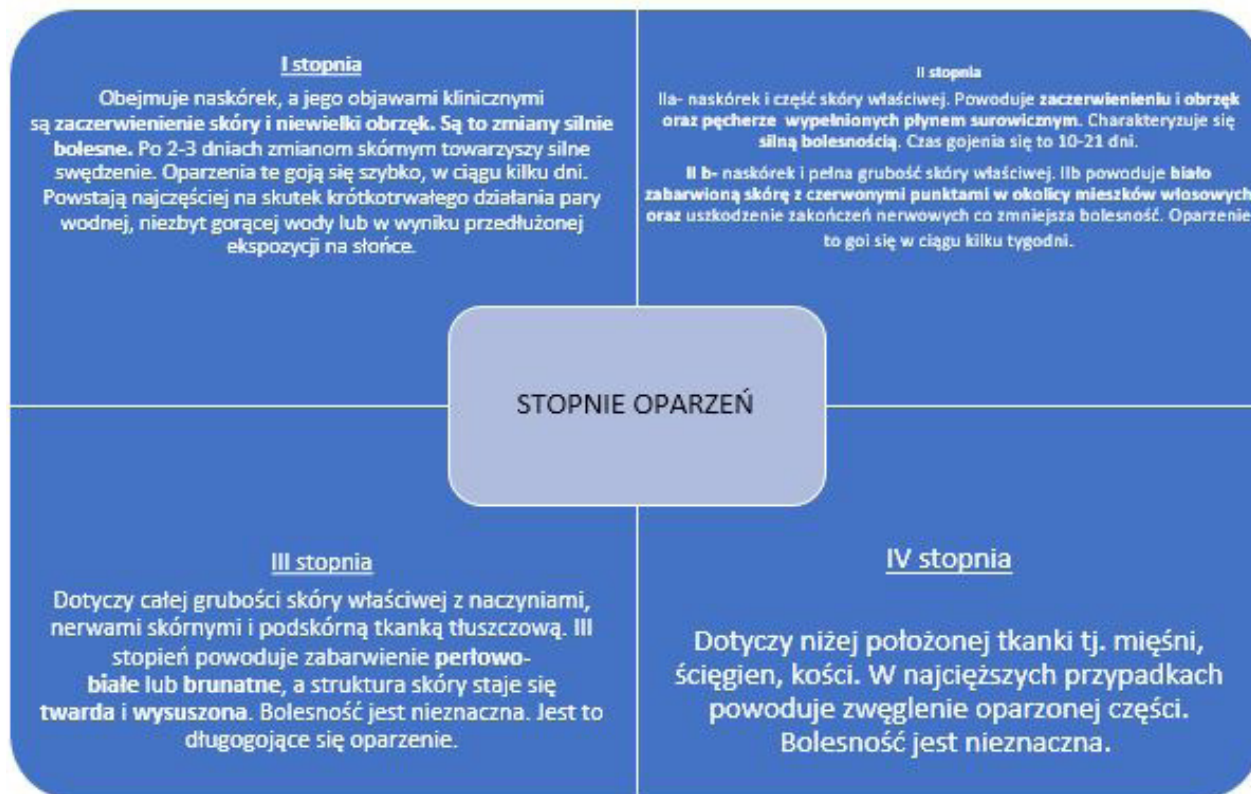 I stopnia
Obejmuje naskórek, a jego objawami klinicznymi
są zaczerwienienie skóry i niewielki obrzęk. Są to zmiany silnie
bolesne. Po 2-3 dniach zmianom skórnym towarzyszy silne
swędzenie. Oparzenia te goją się szybko, w ciągu kilku dni.
Powstają najczęściej na skutek krótkotrwałego działania pary
wodnej, niezbyt gorącej wody lub w wyniku przedłużonej
ekspozycji na słońce.
II stopnia
IIa- naskórek i część skóry właściwej. Powoduje zaczerwienieniu i obrzęk
oraz pęcherze wypełnionych płynem surowicznym. Charakteryzuje się
silną bolesnością. Czas gojenia się to 10-21 dni.
II b- naskórek i pełna grubość skóry właściwej. IIb powoduje biało
zabarwioną skórę z czerwonymi punktami w okolicy mieszków włosowych
oraz uszkodzenie zakończeń nerwowych co zmniejsza bolesność. Oparzenie
to goi się w ciągu kilku tygodni.
STOPNIE OPARZEŃ
III stopnia
Dotyczy całej grubości skóry właściwej z naczyniami,
nerwami skórnymi i podskórną tkanką tłuszczową. III
stopień powoduje zabarwienie perłowo-
białe lub brunatne, a struktura skóry staje się
twarda i wysuszona. Bolesność jest nieznaczna. Jest to
długogojące się oparzenie.
IV stopnia
Dotyczy niżej położonej tkanki tj. mięśni,
ścięgien, kości. W najcięższych przypadkach
powoduje zwęglenie oparzonej części.
Bolesność jest nieznaczna.